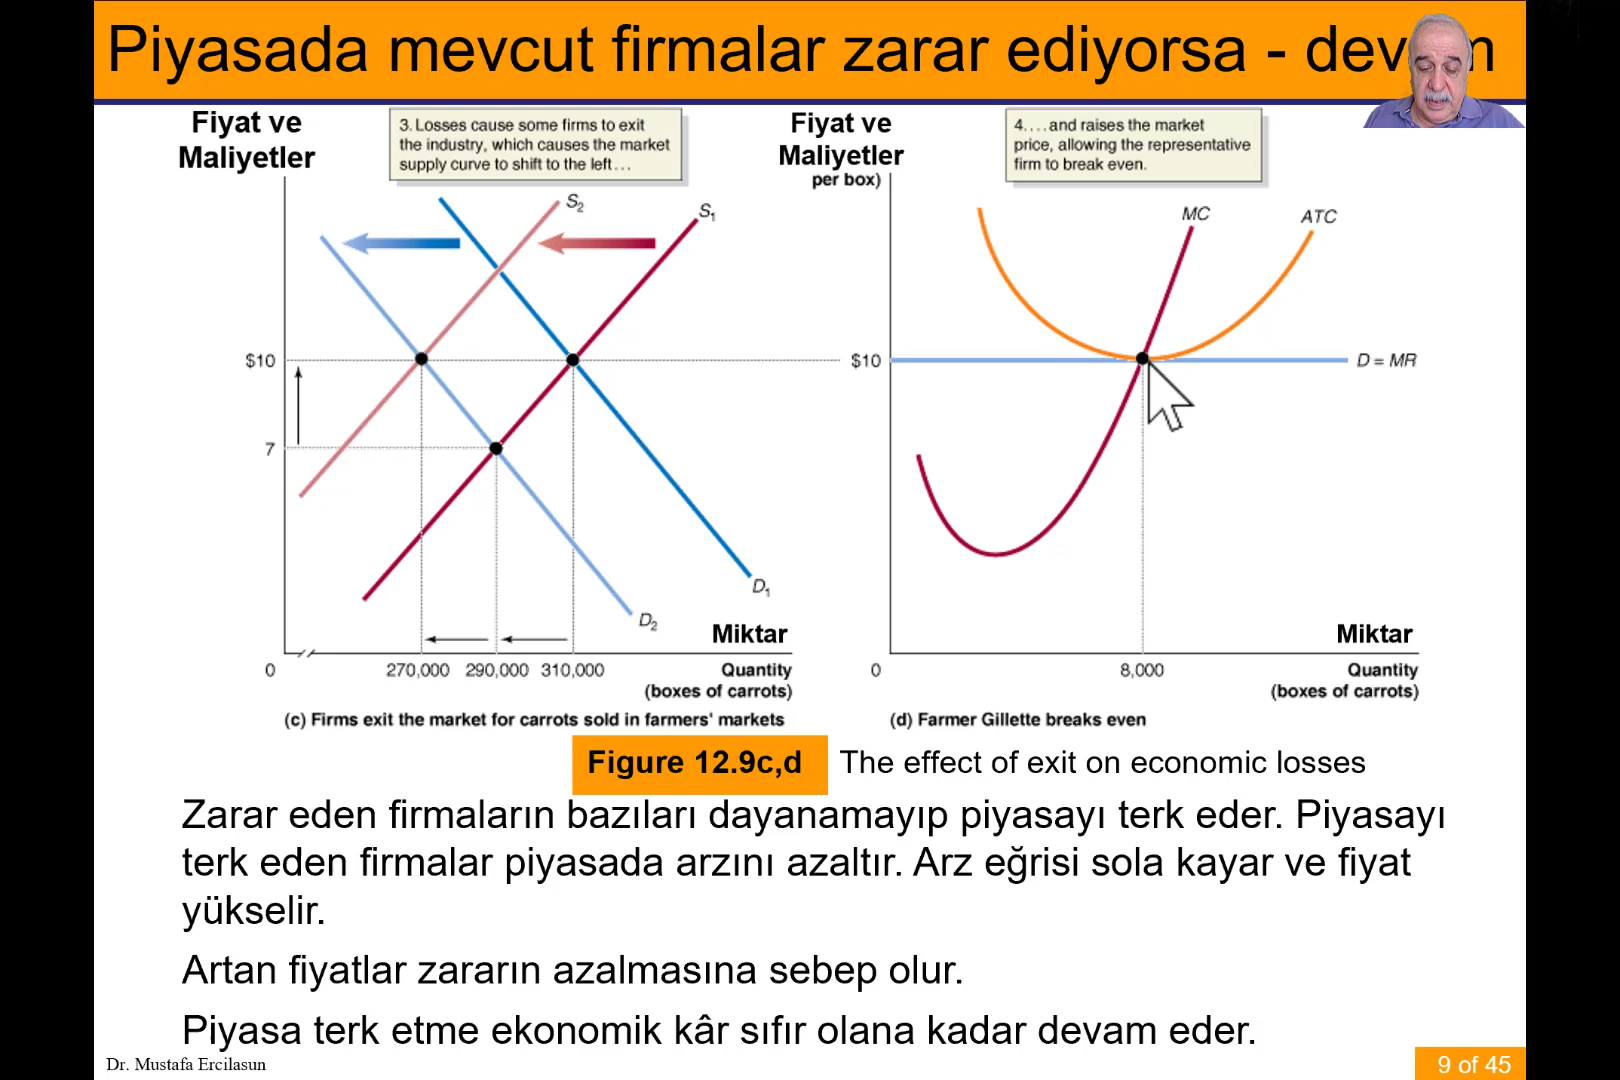 Piyasada mevcut firmalar zarar ediyorsa - dev m
Fiyat ve
Maliyetler
3. Losses cause some firms to exit
the industry, which causes the market
supply curve to shift to the left...
S2
S1
$10
7
D1
D2
Miktar
0
270,000 290,000 310,000
Quantity
(boxes of carrots)
(c) Firms exit the market for carrots sold in farmers' markets
Fiyat ve
Maliyetler
per box)
4....and raises the market
price, allowing the representative
firm to break even.
MC
ATC
$10
D = MR
Miktar
0
8,000
Quantity
(boxes of carrots)
(d) Farmer Gillette breaks even
Figure 12.9c,d The effect of exit on economic losses
Zarar eden firmaların bazıları dayanamayıp piyasayı terk eder. Piyasayı
terk eden firmalar piyasada arzını azaltır. Arz eğrisi sola kayar ve fiyat
yükselir.
Artan fiyatlar zararın azalmasına sebep olur.
Piyasa terk etme ekonomik kâr sıfır olana kadar devam eder.
Dr. Mustafa Ercilasun
9 of 45